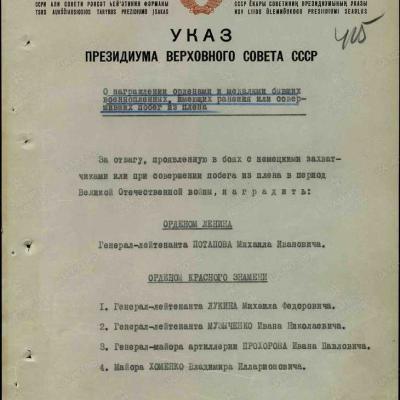 УКАЗ
ПРЕЗИДИУМА ВЕРХОВНОГО СОВЕТА СССР
О награждении орденами и медалями бывших
военнопленных, имеющих ранения или совер-
шивших побег из плена
За отвагу, проявленную в боях с немецкими захват-
чиками или при совершении побега из плена в период
Великой Отечественной войны, наградить:
ОРДЕНОМ ЛЕНИНА
Генерал-лейтенанта ПОТАПОВА Михаила Ивановича.
ОРДЕНОМ КРАСНОГО ЗНАМЕНИ
1. Генерал-лейтенанта ЛУКИНА Михаила Федоровича.
2. Генерал-лейтенанта МУЗЫЧЕНКО Ивана Николаевича.
3. Генерал-майора артиллерии ПРОХОРОВА Ивана Павловича.
4. Майора ХОМЕНКО Владимира Илларионовича.